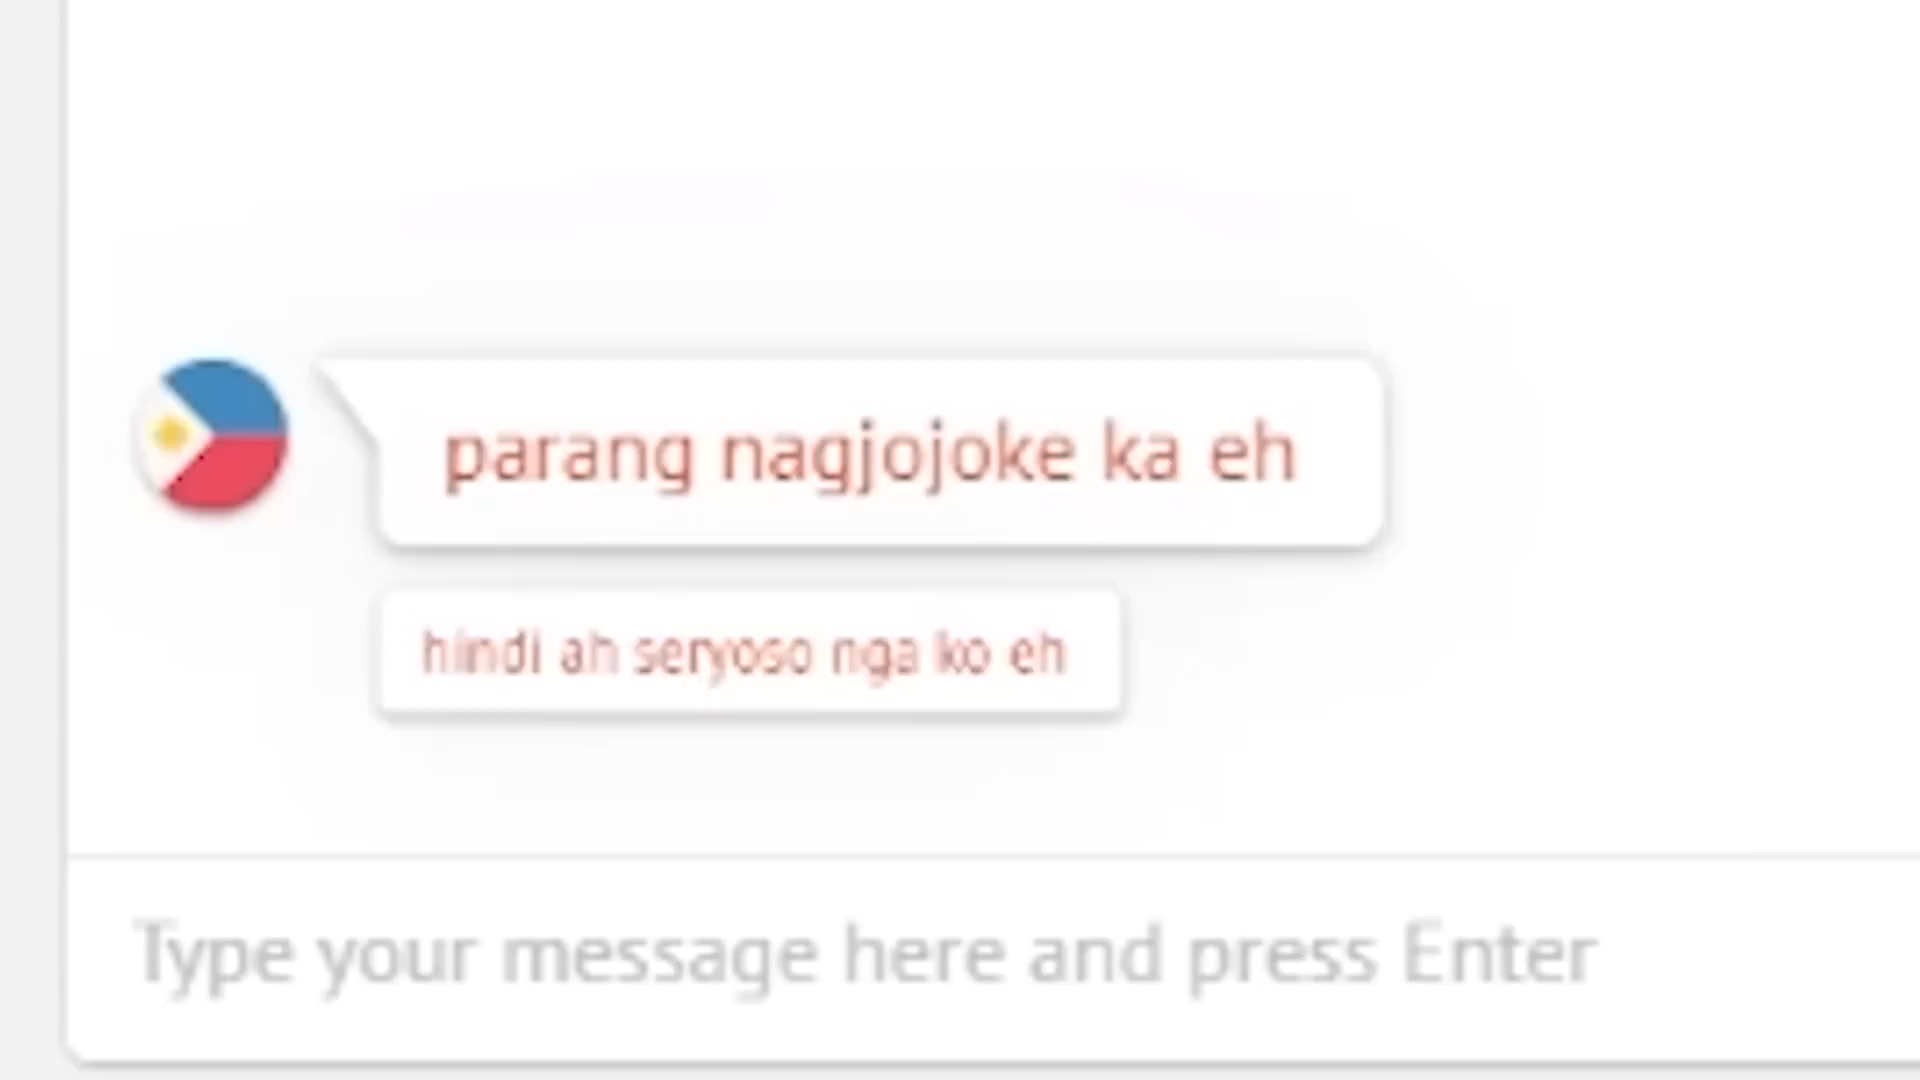 parang nagjojoke ka eh
hindi ah seryoso nga ko eh
Type your message here and press Enter